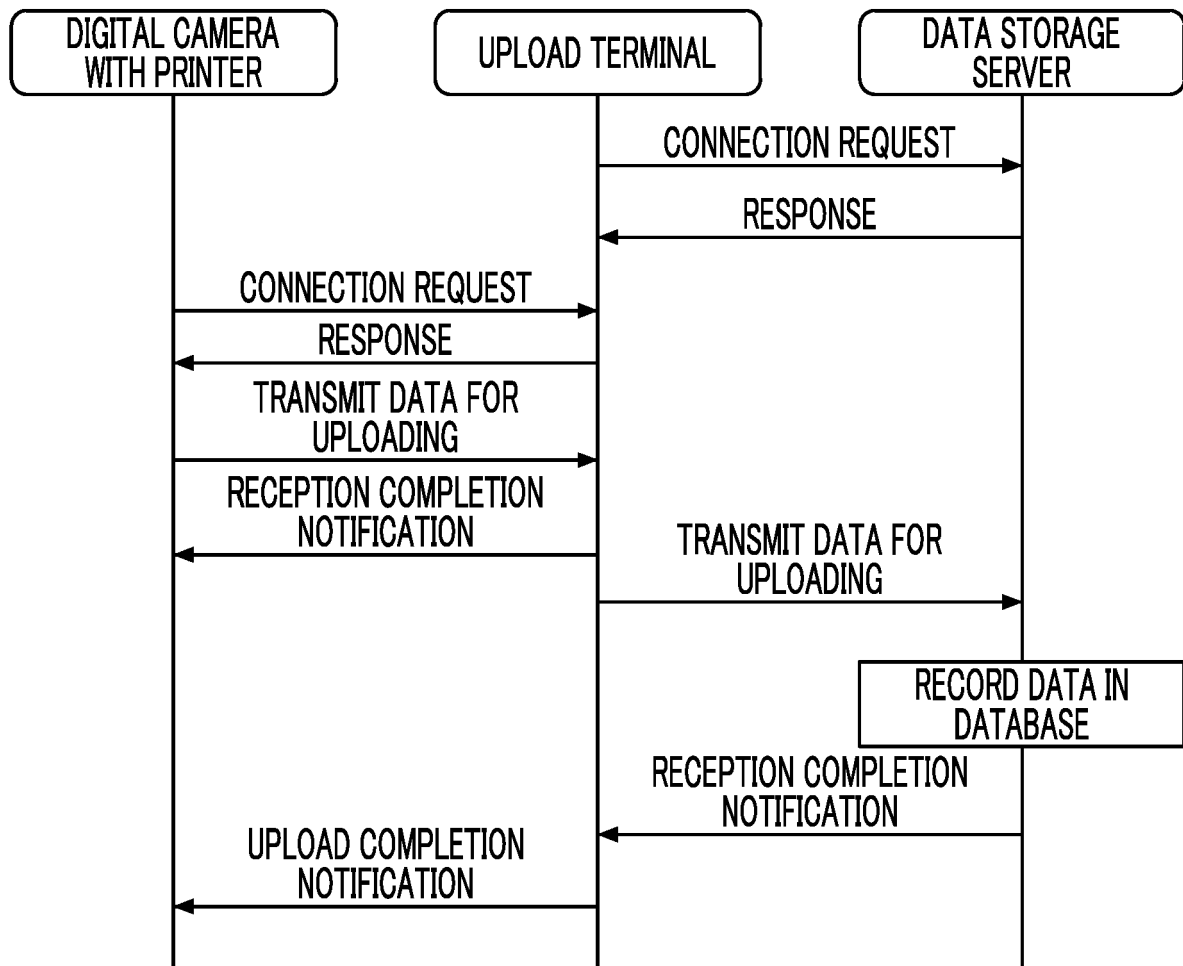 DIGITAL CAMERA
WITH PRINTER
UPLOAD TERMINAL
DATA STORAGE
SERVER
CONNECTION REQUEST
RESPONSE
CONNECTION REQUEST
RESPONSE
TRANSMIT DATA FOR
UPLOADING
RECEPTION COMPLETION
NOTIFICATION
TRANSMIT DATA FOR
UPLOADING
RECORD DATA IN
DATABASE
RECEPTION COMPLETION
NOTIFICATION
UPLOAD COMPLETION
NOTIFICATION